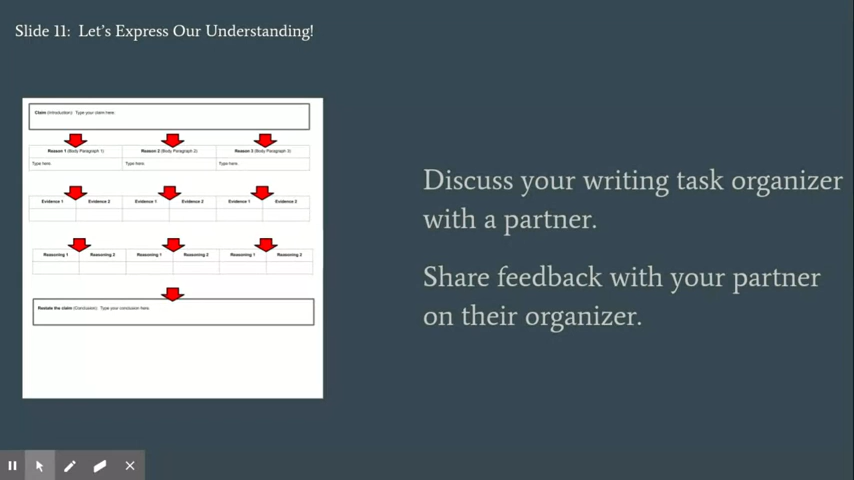 Slide 11:  Let's Express Our Understanding!
Claim (Introduction)  Type your claim here.
Reason 1 (Body Paragraph 1) Reason 2 (Body Paragraph 2) Reason 3 (Body Paragraph 3)
Type here. Type here. Type here.
Evidence 1 Evidence 2 Evidence 1 Evidence 2 Evidence 1 Evidence 2
Reasoning 1 Reasoning 2 Reasoning 1 Reasoning 2 Reasoning 1 Reasoning 2
Restate the claim (Conclusion)  Type your conclusion here.
Discuss your writing task organizer
with a partner.
Share feedback with your partner
on their organizer.